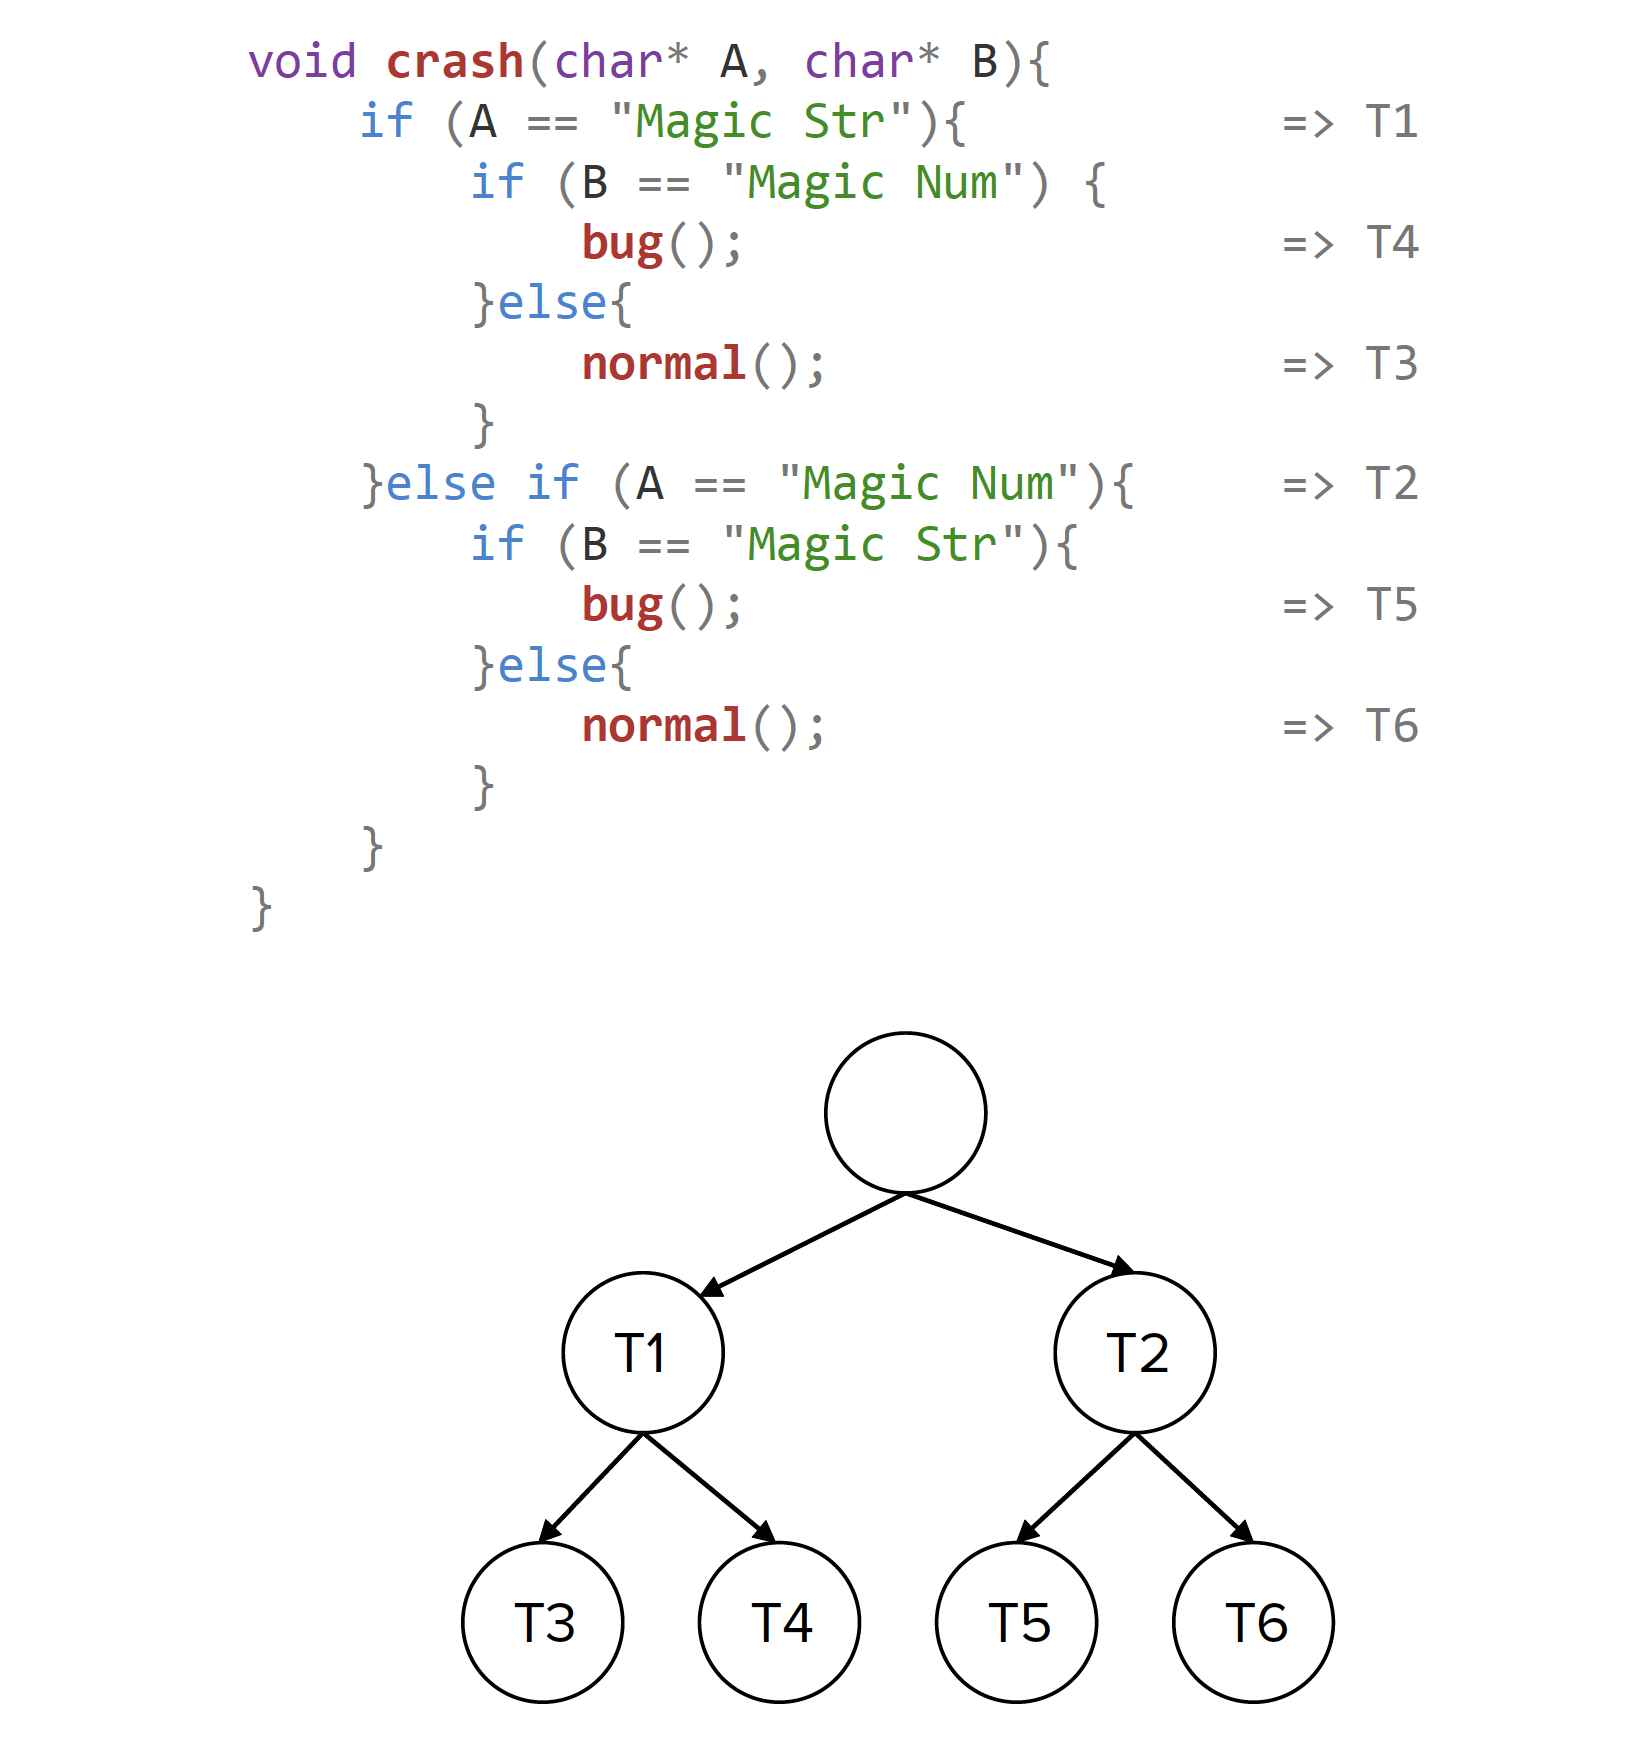 void crash(char* A, char* B){
if (A == "Magic Str"){ => T1
if (B == "Magic Num") {
bug(); => T4
}else{
normal(); => T3
}
}else if (A == "Magic Num"){ => T2
if (B == "Magic Str"){
bug(); => T5
}else{
normal(); => T6
}
}
}
T1 T2
T3 T4 T5 T6